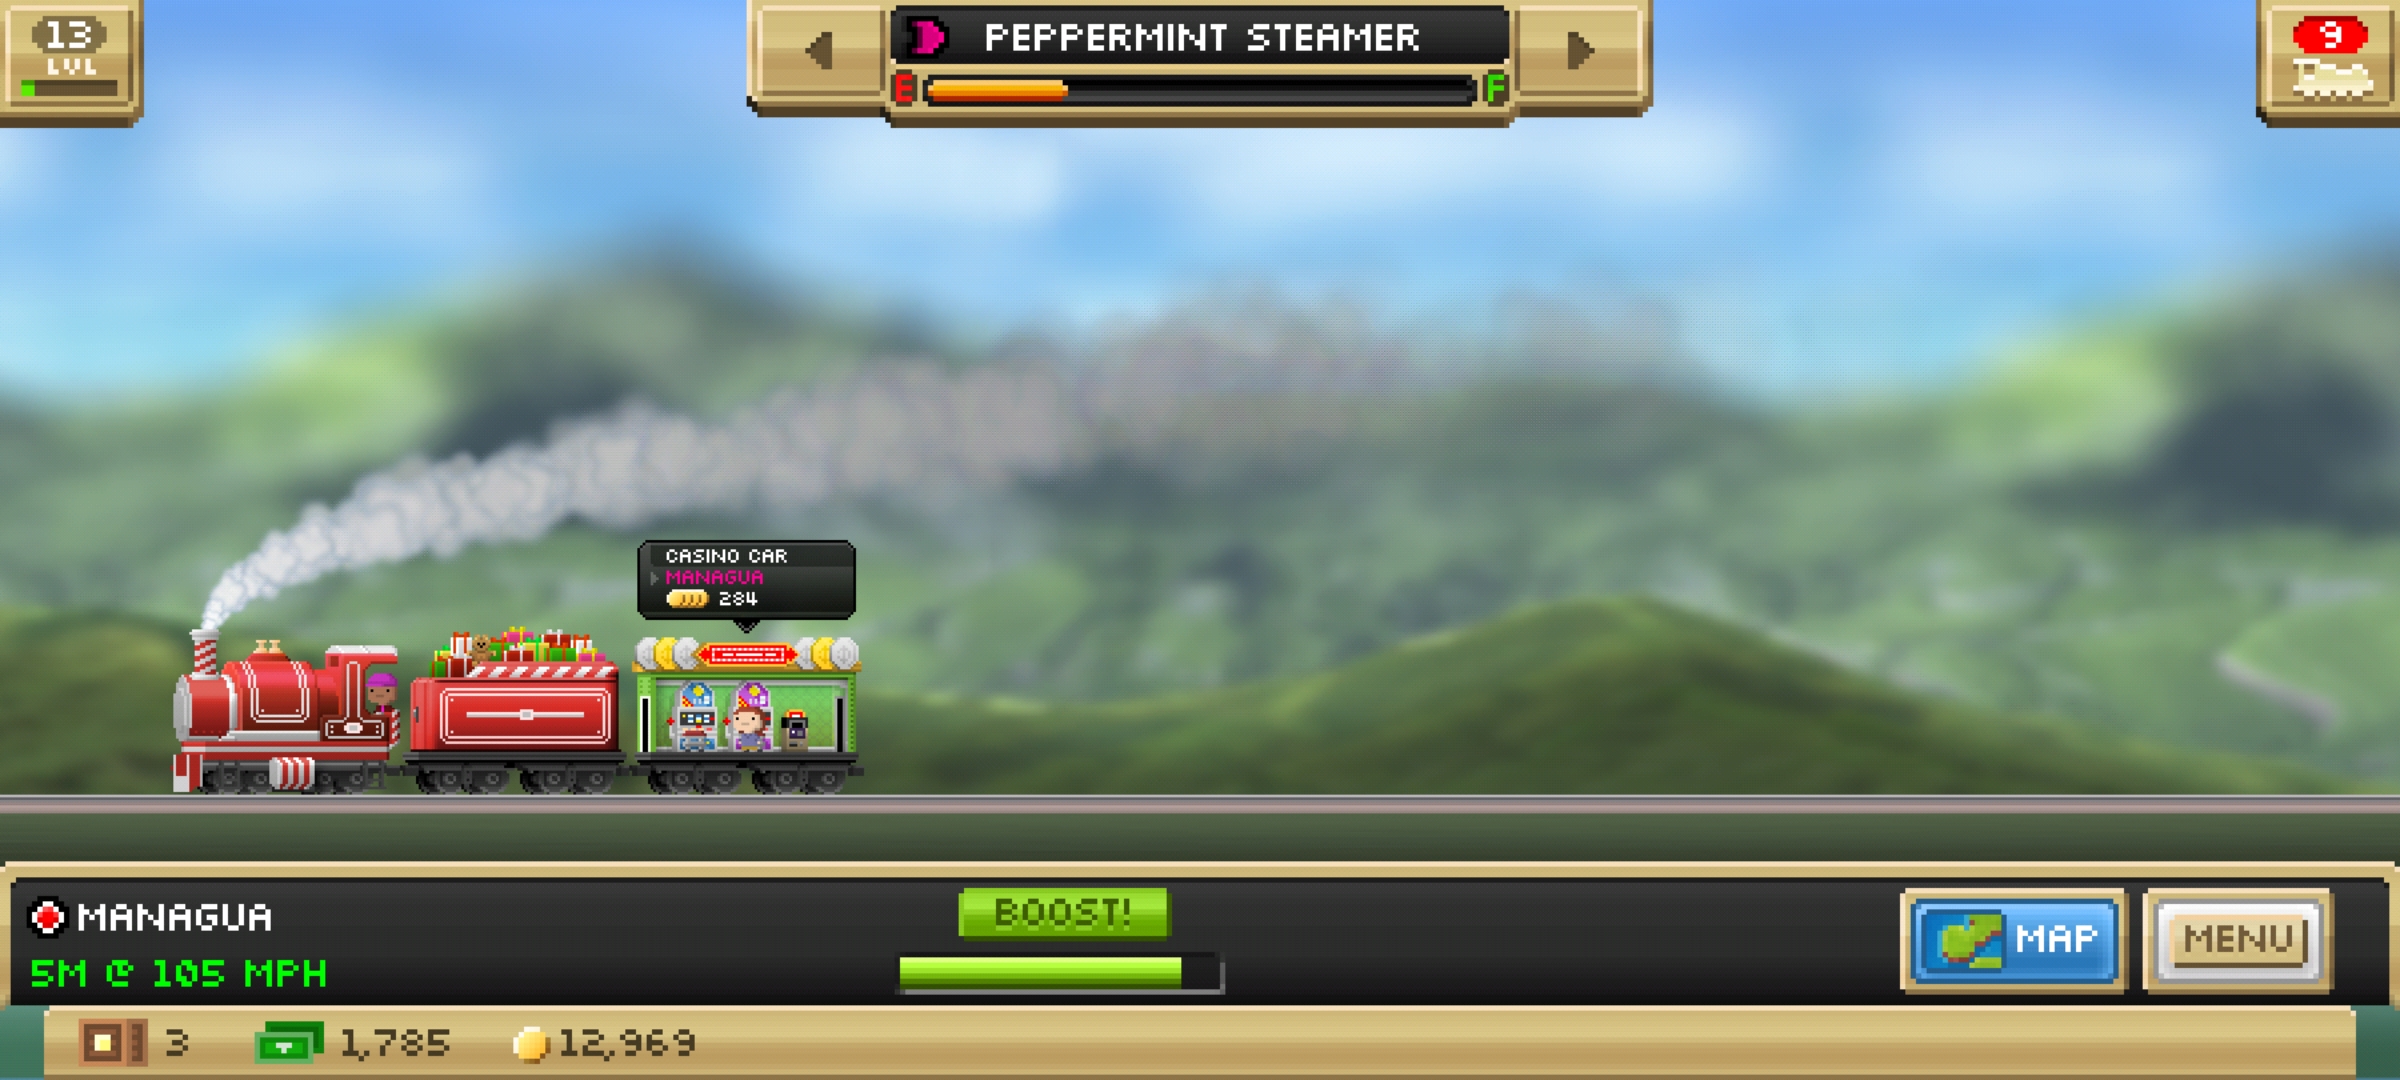 13
LVL
PEPPERMINT STEAMER
E F
9
CASINO CAR
MANAGUA
284
MANAGUA
5M @ 105 MPH
BOOST!
MAP
MENU
3
1,785
12,969